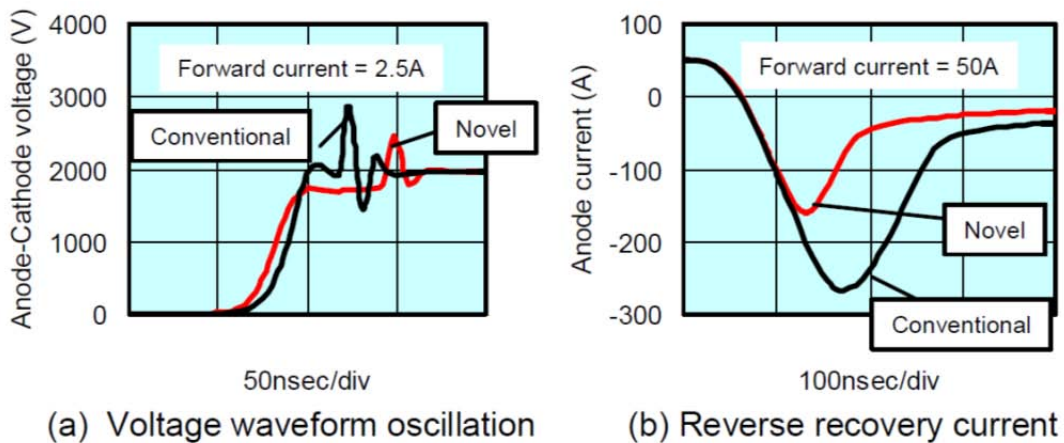 Anode-Cathode voltage (V)
4000
3000
2000
1000
0
Forward current = 2.5A
Conventional
Novel
50nsec/div
(a) Voltage waveform oscillation
Anode current (A)
100
0
-100
-200
-300
Forward current = 50A
Novel
Conventional
100nsec/div
(b) Reverse recovery current